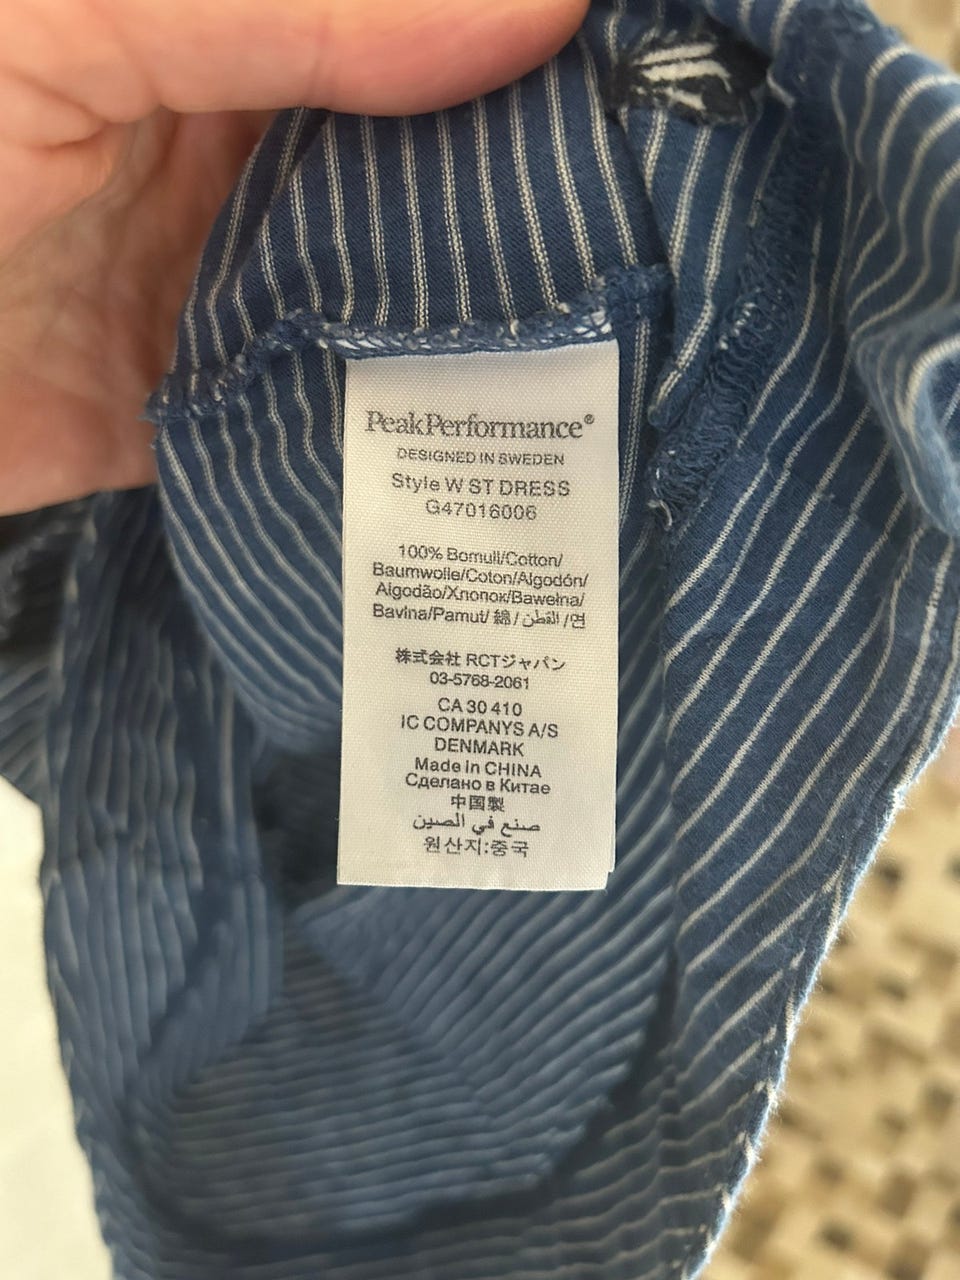 PeakPerformance®
DESIGNED IN SWEDEN
Style W ST DRESS
G47016006
100% Bomull/Cotton/
Baumwolle/Coton/Algodón/
Algodão/Хлопок/Bawełna/
Bavlna/Pamut/ 綿 / القطن /면
株式会社 RCTジャパン
03-5768-2061
CA 30 410
IC COMPANYS A/S
DENMARK
Made in CHINA
Сделано в Китае
中国製
صنع في الصين
원산지:중국